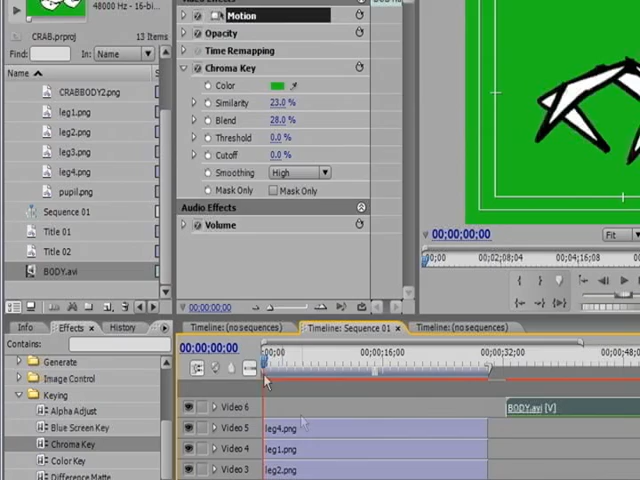 48000 Hz - 16-bi
CRAB.prproj
13 Items
Find:
In: Name
Name
CRABBODY2.png
leg1.png
leg2.png
leg3.png
leg4.png
pupil.png
Sequence 01
Title 01
Title 02
BODY.avi
Motion
Opacity
Time Remapping
Chroma Key
Color
Similarity 23.0 %
Blend 28.0 %
Threshold 0.0 %
Cutoff 0.0 %
Smoothing High
Mask Only Mask Only
Audio Effects
Volume
00;00;00;00
00;00;00;00
Fit
00;00 00;02;08;04 00;04;16;08
Info Effects x History
Contains:
Generate
Image Control
Keying
Alpha Adjust
Blue Screen Key
Chroma Key
Color Key
Difference Matte
Timeline: (no sequences) Timeline: Sequence 01 x Timeline: (no sequences)
00;00;00;00
00;00 00;00;16;00 00;00;32;00 00;00;48;00
Video 6 BODY.avi [V]
Video 5 leg4.png
Video 4 leg1.png
Video 3 leg2.png